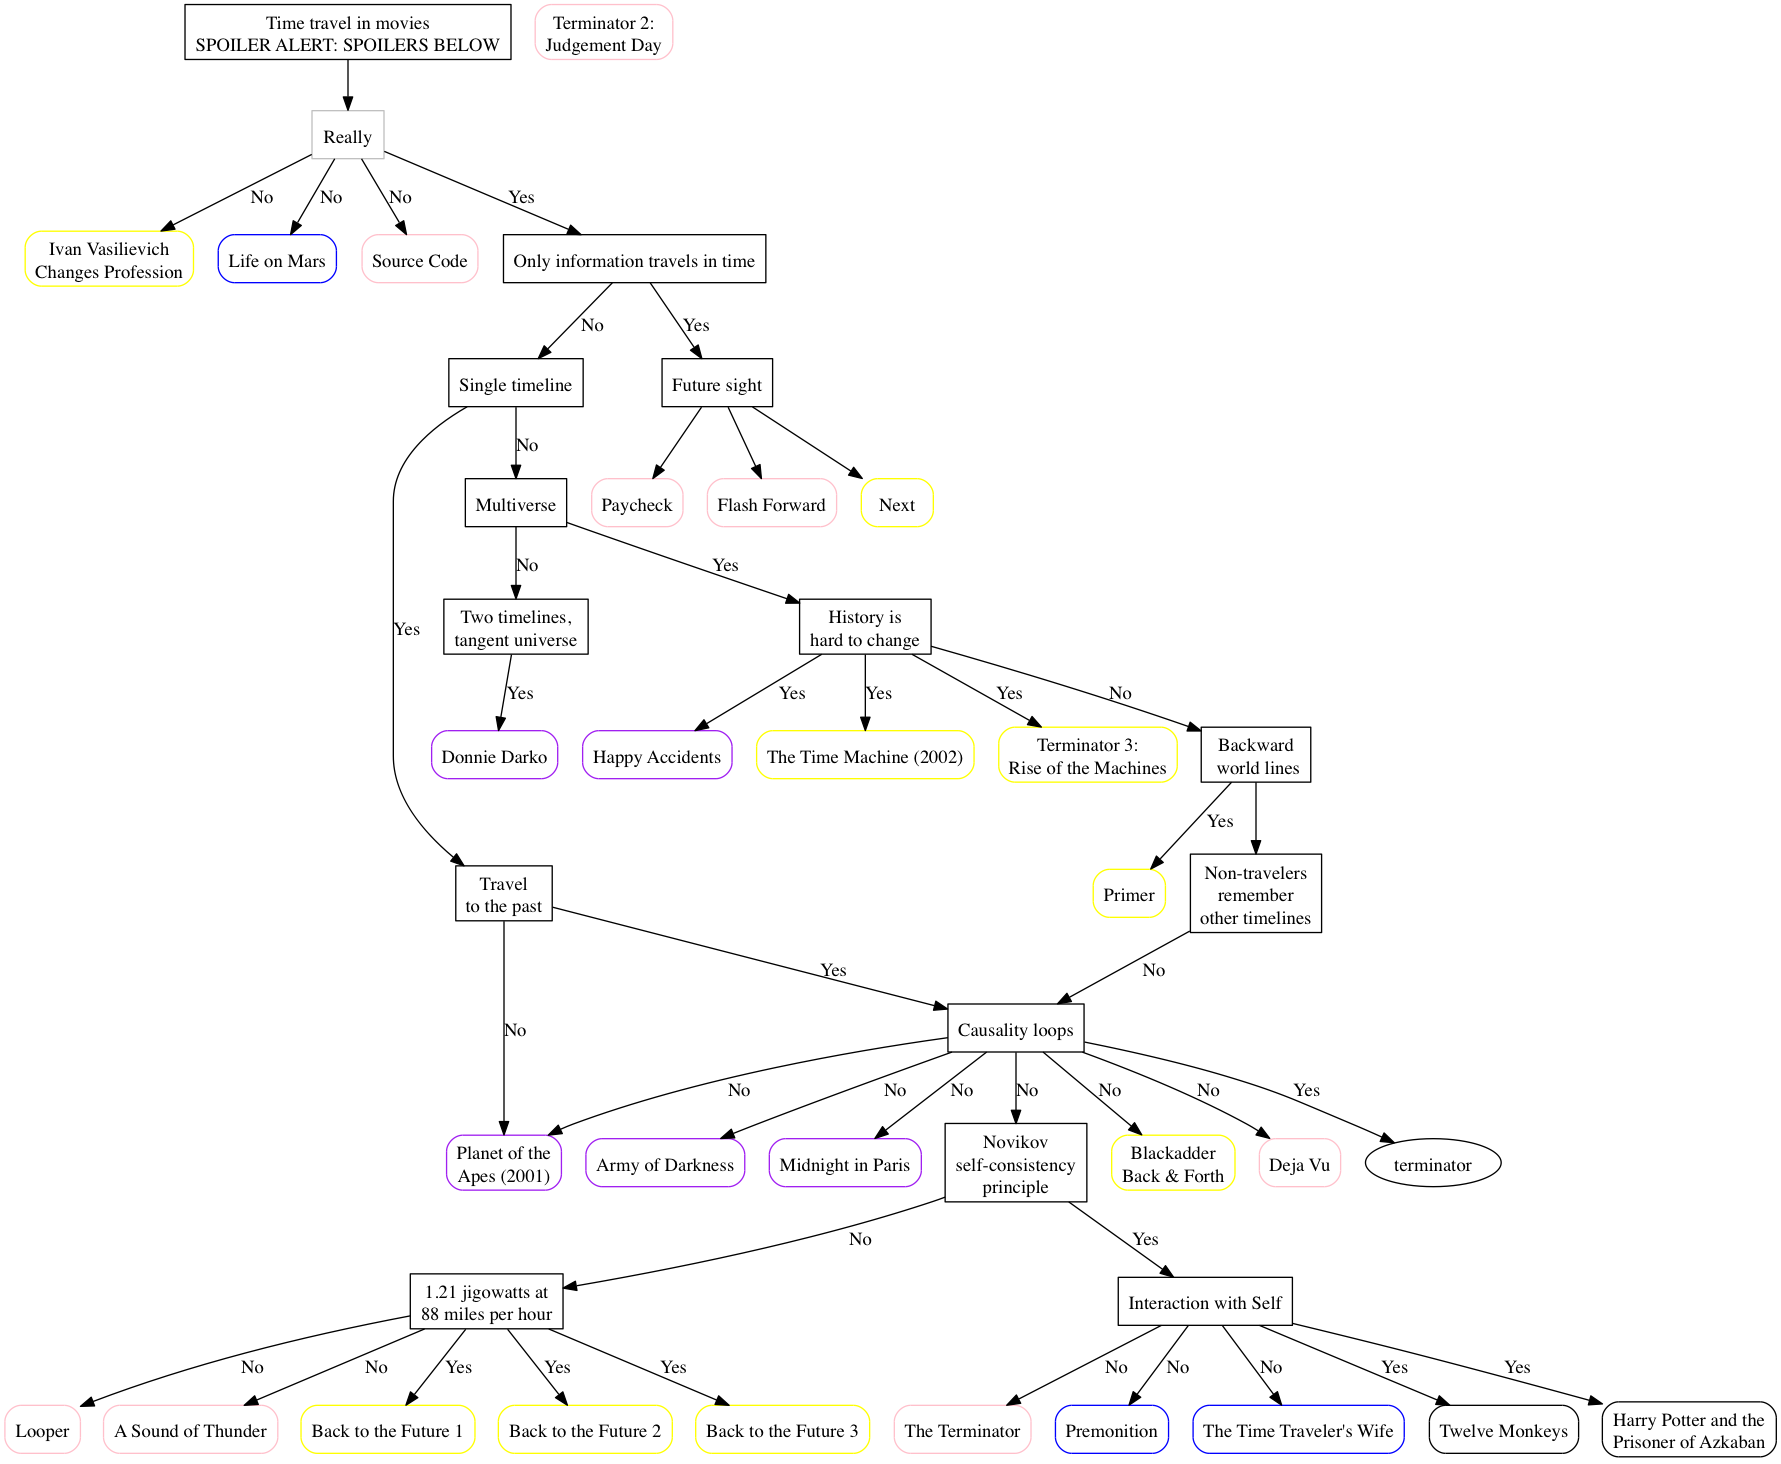 Time travel in movies
SPOILER ALERT: SPOILERS BELOW
Terminator 2:
Judgement Day
Really
No
No
No
Yes
Ivan Vasilievich
Changes Profession
Life on Mars
Source Code
Only information travels in time
No
Yes
Single timeline
Future sight
No
Multiverse
Paycheck
Flash Forward
Next
No
Yes
Yes
Two timelines,
tangent universe
History is
hard to change
Yes
Yes
Yes
Yes
No
Donnie Darko
Happy Accidents
The Time Machine (2002)
Terminator 3:
Rise of the Machines
Backward
world lines
Yes
Travel
to the past
Primer
Non-travelers
remember
other timelines
Yes
No
No
Causality loops
No
No
No
No
No
No
Yes
Planet of the
Apes (2001)
Army of Darkness
Midnight in Paris
Novikov
self-consistency
principle
Blackadder
Back & Forth
Deja Vu
terminator
No
Yes
1.21 jigowatts at
88 miles per hour
Interaction with Self
No
No
Yes
Yes
Yes
No
No
No
Yes
Yes
Looper
A Sound of Thunder
Back to the Future 1
Back to the Future 2
Back to the Future 3
The Terminator
Premonition
The Time Traveler's Wife
Twelve Monkeys
Harry Potter and the
Prisoner of Azkaban